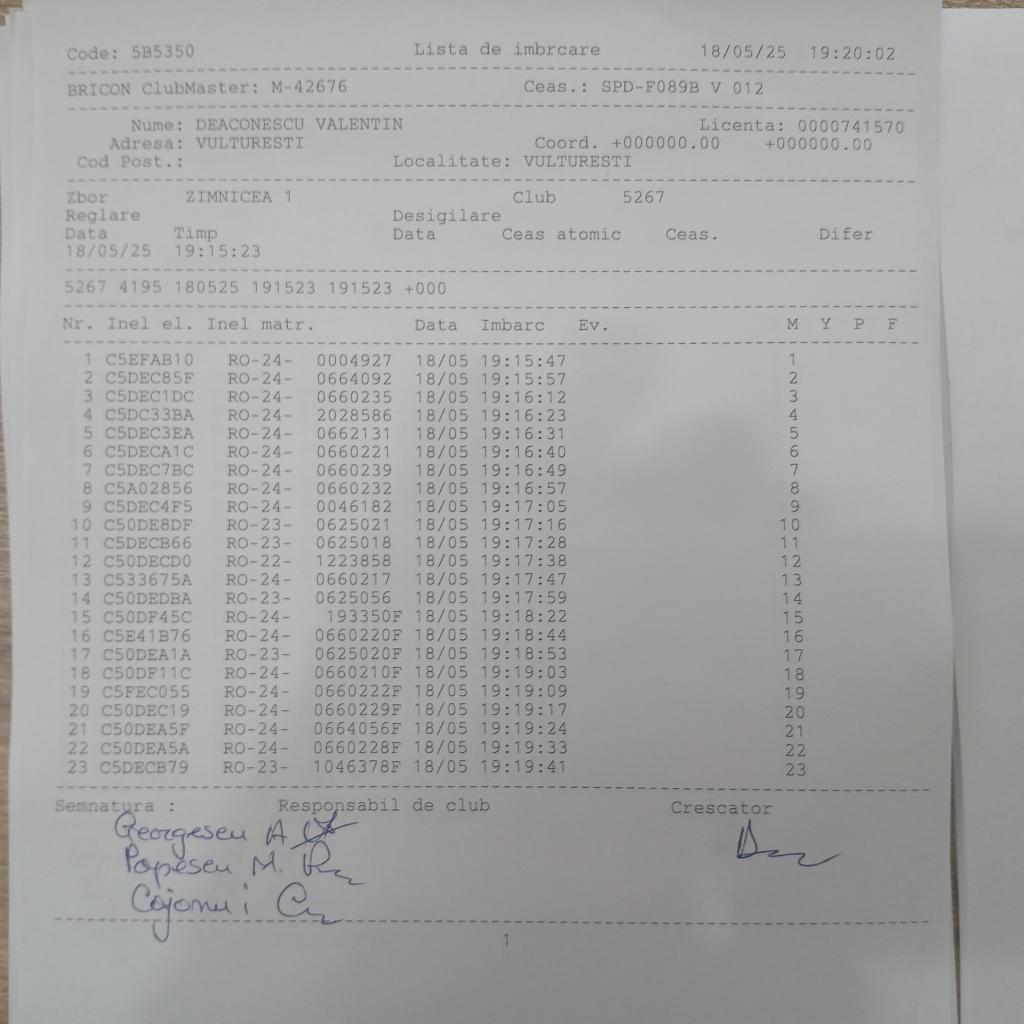 Code: 5B5350 Lista de imbrcare 18/05/25 19:20:02
BRICON ClubMaster: M-42676 Ceas.: SPD-F089B V 012
Nume: DEACONESCU VALENTIN Licenta: 0000741570
Adresa: VULTURESTI Coord. +000000.00 +000000.00
Cod Post.: Localitate: VULTURESTI
Zbor ZIMNICEA 1 Club 5267
Reglare Desigilare
Data Timp Data Ceas atomic Ceas. Difer
18/05/25 19:15:23
5267 4195 180525 191523 191523 +000
Nr. Inel el. Inel matr. Data Imbarc Ev. M Y P F
1 C5EFAB10 RO-24- 0004927 18/05 19:15:47 1
2 C5DEC85F RO-24- 0664092 18/05 19:15:57 2
3 C5DEC1DC RO-24- 0660235 18/05 19:16:12 3
4 C5DC33BA RO-24- 2028586 18/05 19:16:23 4
5 C5DEC3EA RO-24- 0662131 18/05 19:16:31 5
6 C5DECA1C RO-24- 0660221 18/05 19:16:40 6
7 C5DEC7BC RO-24- 0660239 18/05 19:16:49 7
8 C5A02856 RO-24- 0660232 18/05 19:16:57 8
9 C5DEC4F5 RO-24- 0046182 18/05 19:17:05 9
10 C50DE8DF RO-23- 0625021 18/05 19:17:16 10
11 C5DECB66 RO-23- 0625018 18/05 19:17:28 11
12 C50DECD0 RO-22- 1223858 18/05 19:17:38 12
13 C533675A RO-24- 0660217 18/05 19:17:47 13
14 C50DEDBA RO-23- 0625056 18/05 19:17:59 14
15 C50DF45C RO-24- 193350F 18/05 19:18:22 15
16 C5E41B76 RO-24- 0660220F 18/05 19:18:44 16
17 C50DEA1A RO-23- 0625020F 18/05 19:18:53 17
18 C50DF11C RO-24- 0660210F 18/05 19:19:03 18
19 C5FEC055 RO-24- 0660222F 18/05 19:19:09 19
20 C50DEC19 RO-24- 0660229F 18/05 19:19:17 20
21 C50DEA5F RO-24- 0664056F 18/05 19:19:24 21
22 C50DEA5A RO-24- 0660228F 18/05 19:19:33 22
23 C5DECB79 RO-23- 1046378F 18/05 19:19:41 23
Semnatura : Responsabil de club Crescator
Georgescu A
Popescu M.
1